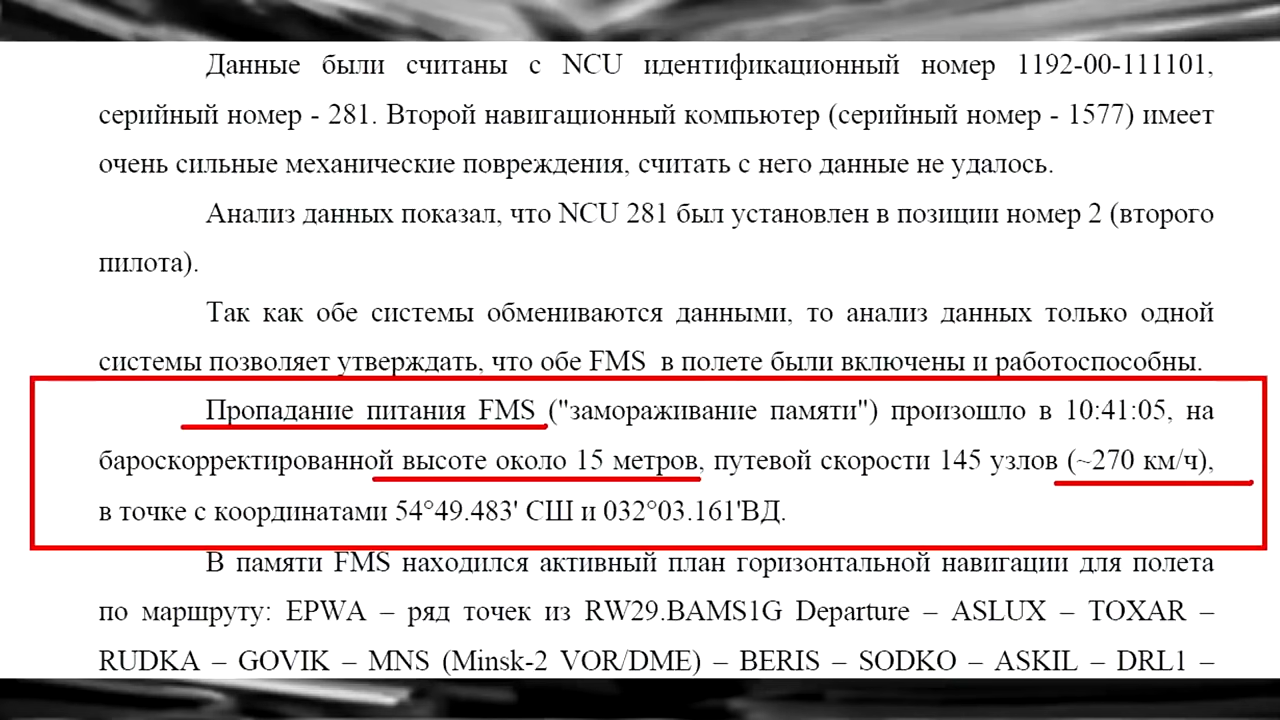 Данные были считаны с NCU идентификационный номер 1192-00-111101,
серийный номер - 281. Второй навигационный компьютер (серийный номер - 1577) имеет
очень сильные механические повреждения, считать с него данные не удалось.
Анализ данных показал, что NCU 281 был установлен в позиции номер 2 (второго
пилота).
Так как обе системы обмениваются данными, то анализ данных только одной
системы позволяет утверждать, что обе FMS в полете были включены и работоспособны.
Пропадание питания FMS ("замораживание памяти") произошло в 10:41:05, на
бароскорректированной высоте около 15 метров, путевой скорости 145 узлов (~270 км/ч),
в точке с координатами 54°49.483' СШ и 032°03.161'ВД.
В памяти FMS находился активный план горизонтальной навигации для полета
по маршруту: EPWA – ряд точек из RW29.BAMS1G Departure – ASLUX – TOXAR –
RUDKA – GOVIK – MNS (Minsk-2 VOR/DME) – BERIS – SODKO – ASKIL – DRL1 –